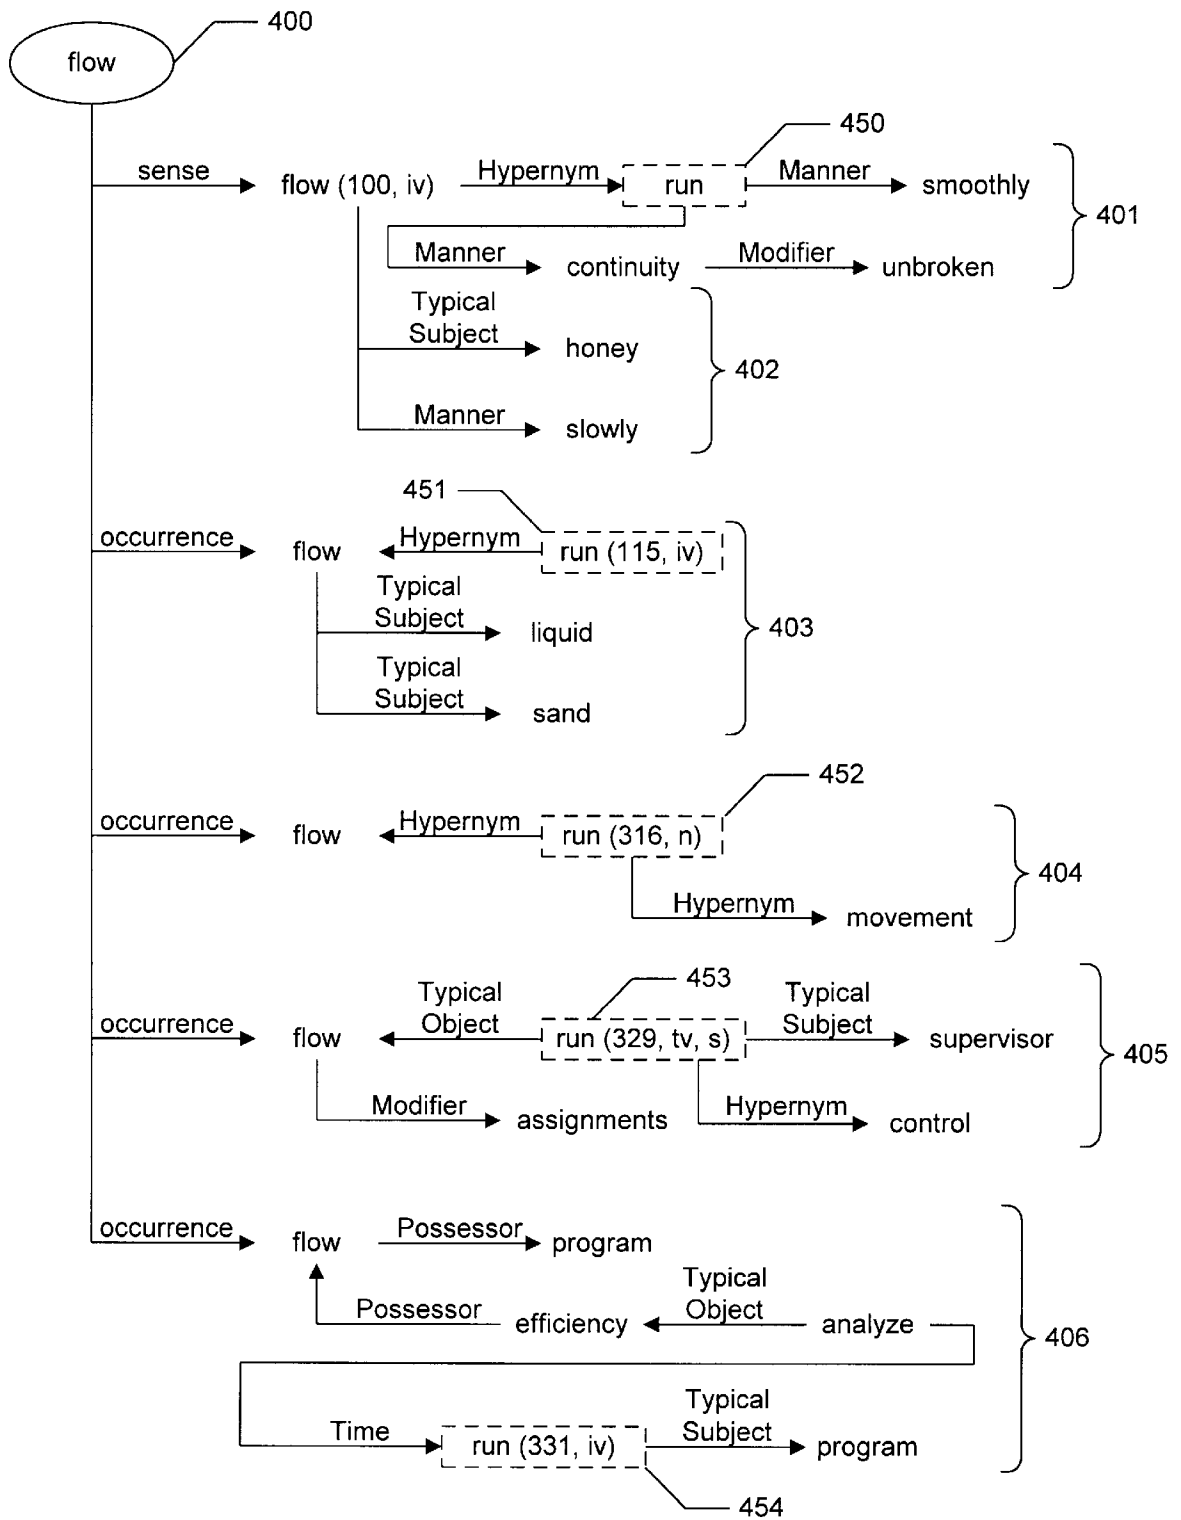 400
flow
450
sense
flow (100, iv)
Hypernym
run
Manner
smoothly
401
Manner
continuity
Modifier
unbroken
Typical
Subject
honey
402
Manner
slowly
451
occurrence
flow
Hypernym
run (115, iv)
Typical
Subject
liquid
403
Typical
Subject
sand
452
occurrence
flow
Hypernym
run (316, n)
404
Hypernym
movement
453
occurrence
flow
Typical
Object
run (329, tv, s)
Typical
Subject
supervisor
405
Modifier
assignments
Hypernym
control
occurrence
flow
Possessor
program
Possessor
efficiency
Typical
Object
analyze
406
Time
run (331, iv)
Typical
Subject
program
454